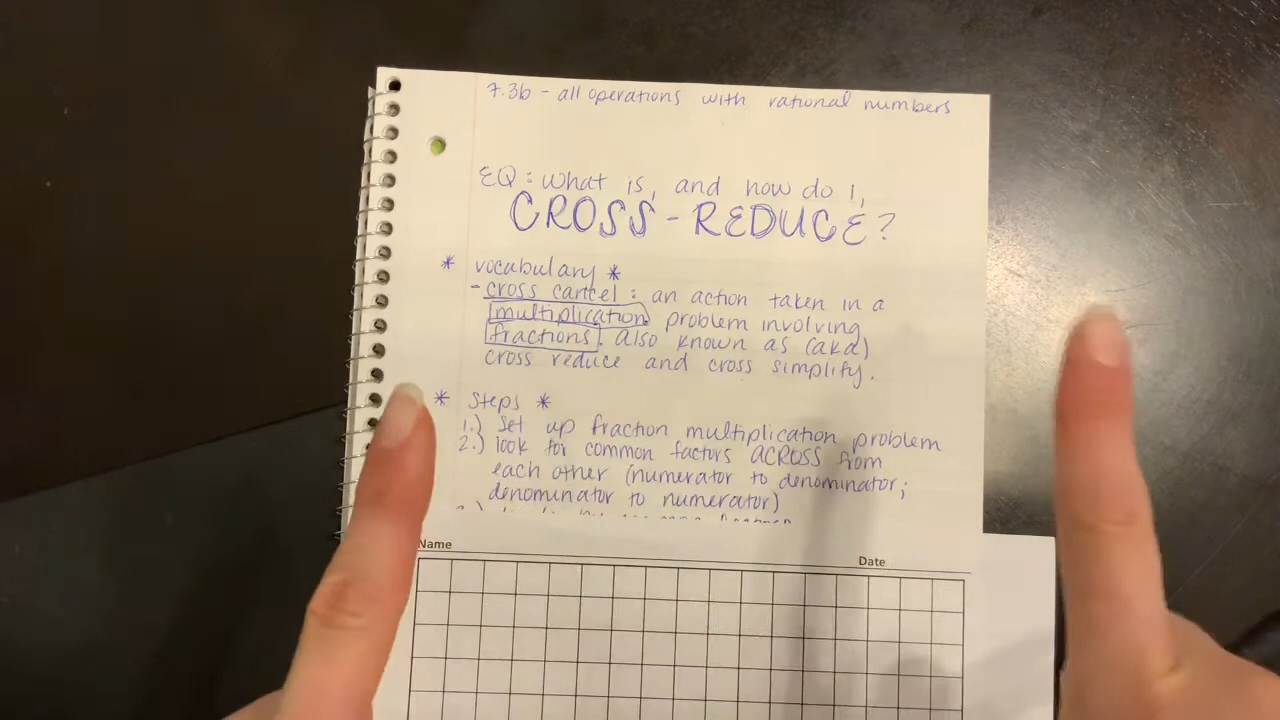 7.3b - all operations with rational numbers
EQ: What is, and how do I,
CROSS-REDUCE?
* vocabulary *
- cross cancel: an action taken in a
multiplication problem involving
fractions. Also known as (aka)
cross reduce and cross simplify.
* Steps *
1.) Set up fraction multiplication problem
2.) look for common factors ACROSS from
each other (numerator to denominator;
denominator to numerator)
Name
Date